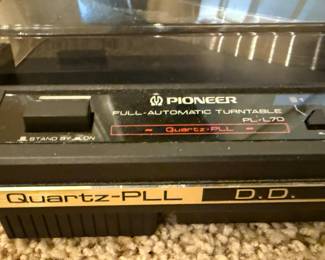 PIONEER
FULL-AUTOMATIC TURNTABLE
PL-L70
Quartz-PLL
STAND BY ON
Quartz-PLL D.D.